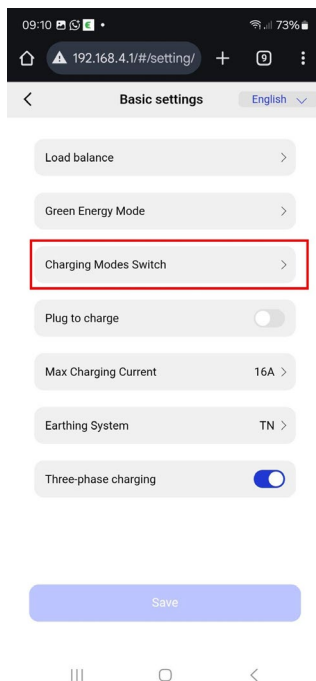 09:10
73%
192.168.4.1/#/setting/
9
Basic settings
English
Load balance
Green Energy Mode
Charging Modes Switch
Plug to charge
Max Charging Current 16A
Earthing System TN
Three-phase charging
Save